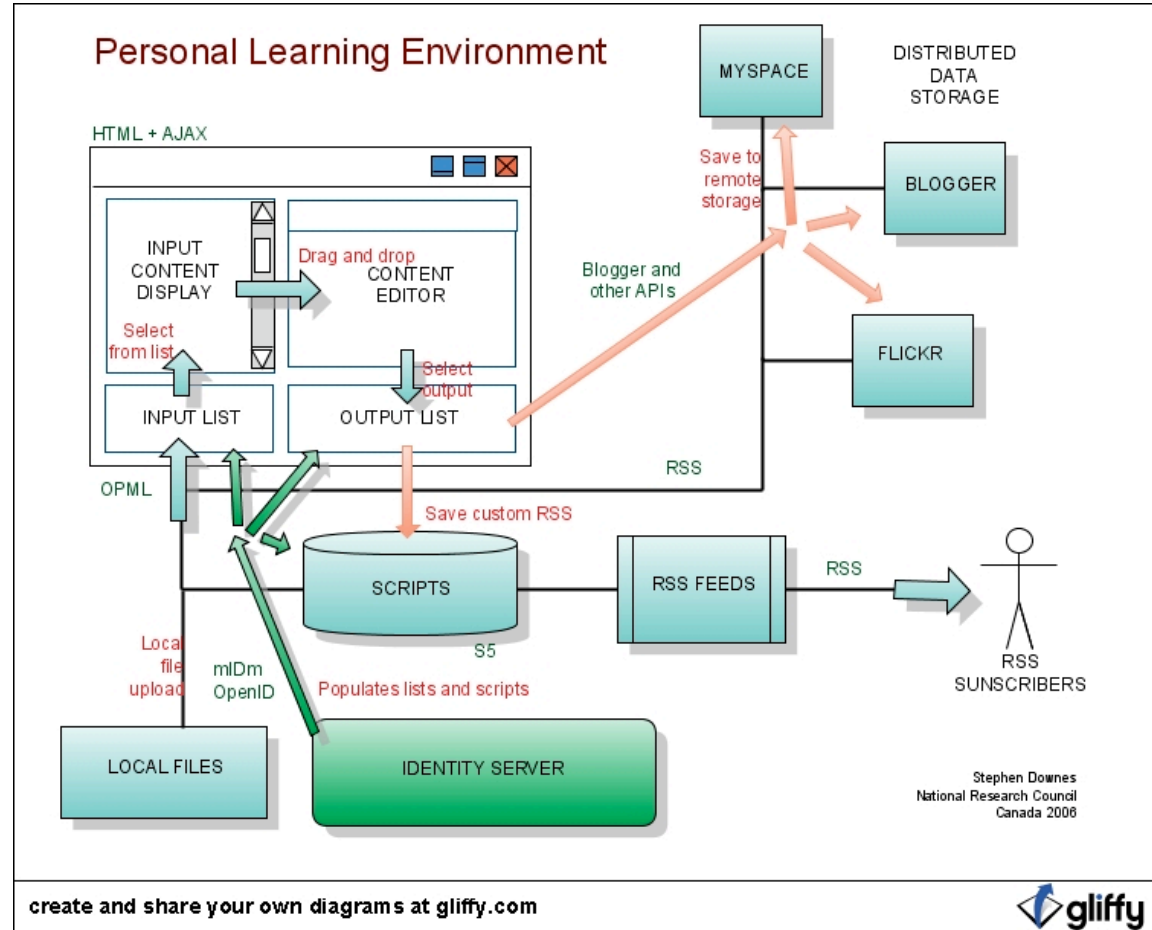 Personal Learning Environment
MYSPACE
DISTRIBUTED
DATA
STORAGE
HTML + AJAX
Save to
remote
storage
BLOGGER
INPUT
CONTENT
DISPLAY
Drag and drop
CONTENT
EDITOR
Blogger and
other APIs
Select
from list
FLICKR
Select
output
INPUT LIST
OUTPUT LIST
RSS
OPML
Save custom RSS
SCRIPTS
RSS FEEDS
RSS
S5
Local
file
upload
mIDm
OpenID
Populates lists and scripts
RSS
SUNSCRIBERS
LOCAL FILES
IDENTITY SERVER
Stephen Downes
National Research Council
Canada 2006
create and share your own diagrams at gliffy.com
gliffy